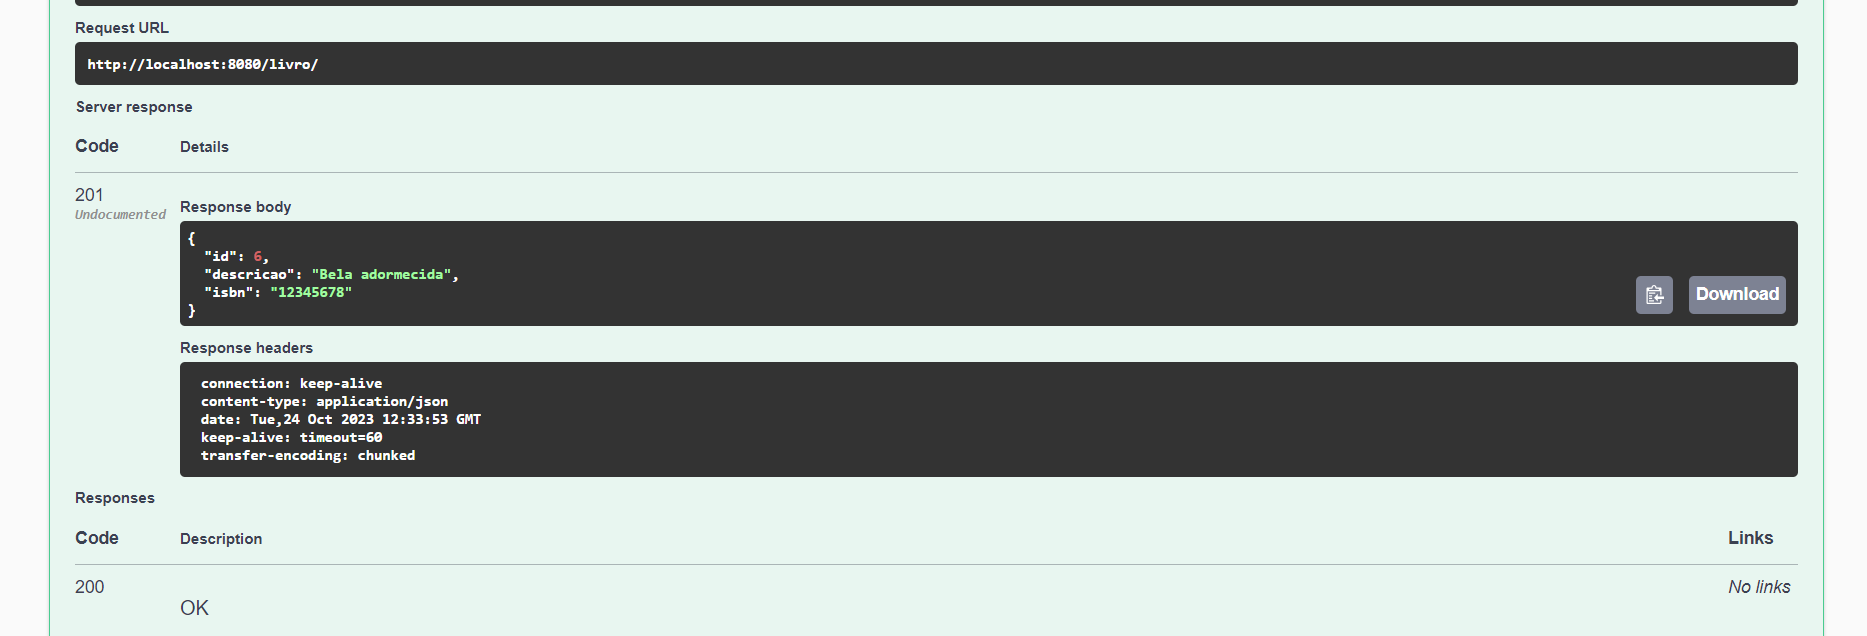 Request URL
http://localhost:8080/livro/
Server response
Code Details
201
Undocumented
Response body
{
"id": 6,
"descricao": "Bela adormecida",
"isbn": "12345678"
}
Download
Response headers
connection: keep-alive
content-type: application/json
date: Tue,24 Oct 2023 12:33:53 GMT
keep-alive: timeout=60
transfer-encoding: chunked
Responses
Code Description Links
200 No links
OK